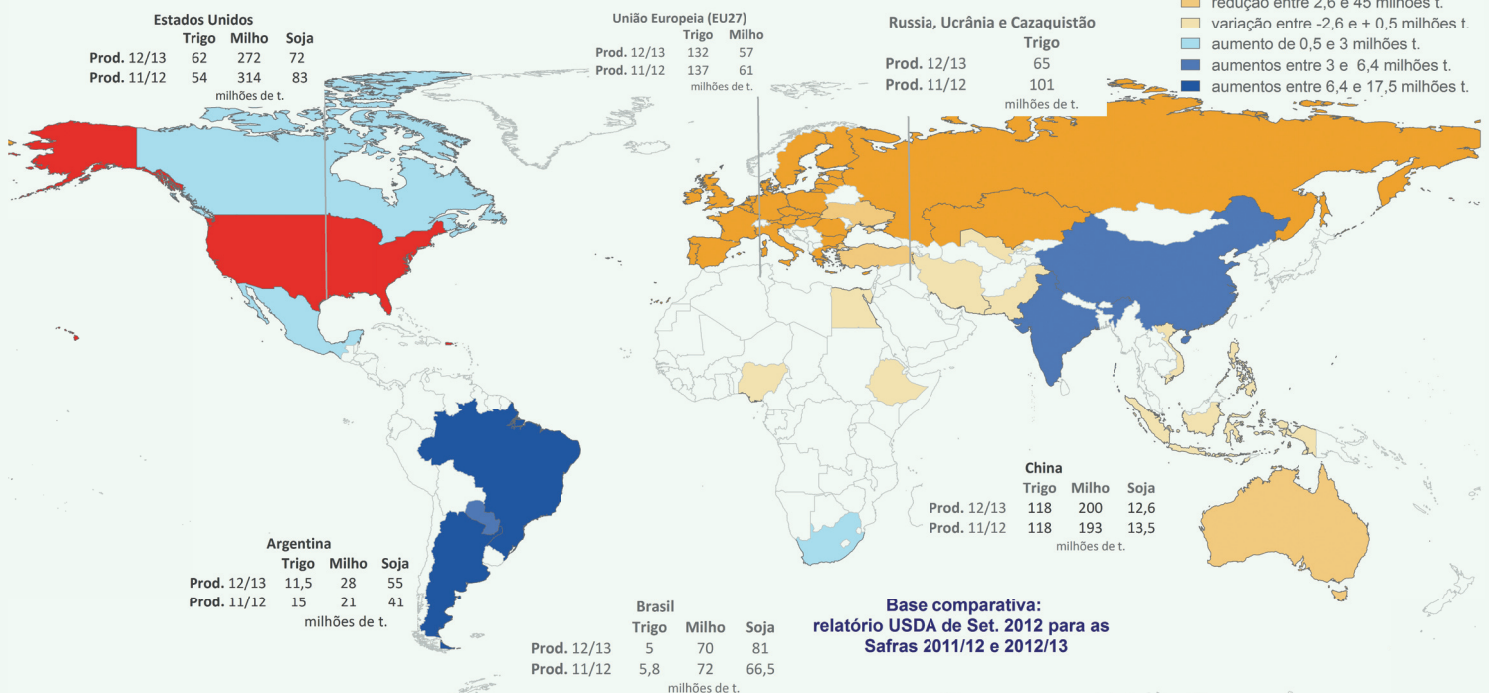 Estados Unidos
Trigo Milho Soja
Prod. 12/13 62 272 72
Prod. 11/12 54 314 83
milhões de t.
União Europeia (EU27)
Trigo Milho
Prod. 12/13 132 57
Prod. 11/12 137 61
milhões de t.
Russia, Ucrânia e Cazaquistão
Trigo
Prod. 12/13 65
Prod. 11/12 101
milhões de t.
redução entre 2,6 e 45 milhões t.
variação entre -2,6 e + 0,5 milhões t.
aumento de 0,5 e 3 milhões t.
aumentos entre 3 e 6,4 milhões t.
aumentos entre 6,4 e 17,5 milhões t.
China
Trigo Milho Soja
Prod. 12/13 118 200 12,6
Prod. 11/12 118 193 13,5
milhões de t.
Argentina
Trigo Milho Soja
Prod. 12/13 11,5 28 55
Prod. 11/12 15 21 41
milhões de t.
Brasil
Trigo Milho Soja
Prod. 12/13 5 70 81
Prod. 11/12 5,8 72 66,5
milhões de t.
Base comparativa:
relatório USDA de Set. 2012 para as
Safras 2011/12 e 2012/13